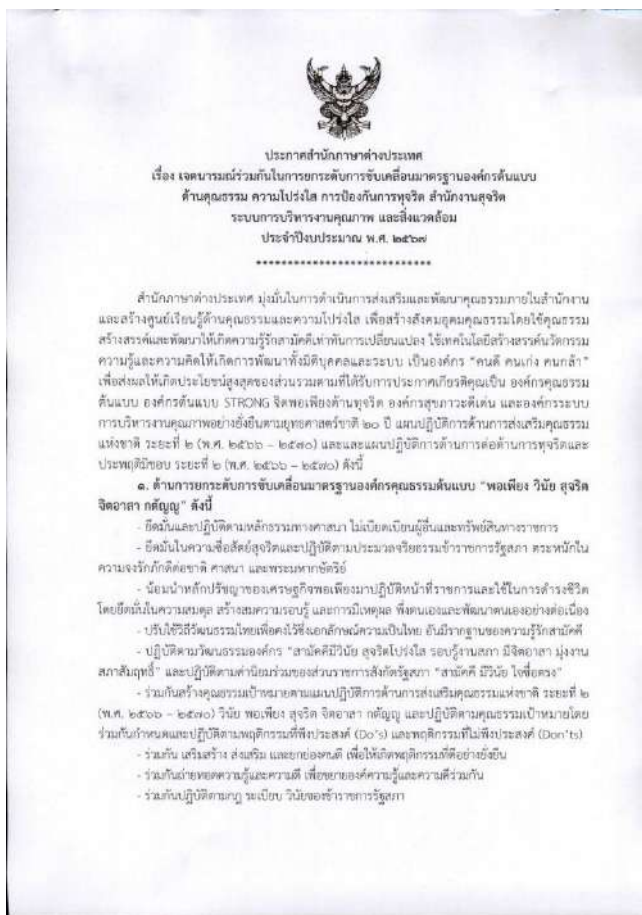 ประกาศสำนักภาษาต่างประเทศ
เรื่อง เจตนารมณ์ร่วมกันในการยกระดับการขับเคลื่อนมาตรฐานองค์กรต้นแบบ
ด้านคุณธรรม ความโปร่งใส การป้องกันการทุจริต สำนักงานสุจริต
ระบบการบริหารงานคุณภาพ และสิ่งแวดล้อม
ประจำปีงบประมาณ พ.ศ. ๒๕๖๗
****************************
สำนักภาษาต่างประเทศ มุ่งมั่นในการดำเนินการส่งเสริมและพัฒนาคุณธรรมภายในสำนักงาน
และสร้างศูนย์เรียนรู้ด้านคุณธรรมและความโปร่งใส เพื่อสร้างสังคมอุดมคุณธรรมโดยใช้คุณธรรม
สร้างสรรค์และพัฒนาให้เกิดความรู้รักสามัคคีเท่าทันการเปลี่ยนแปลง ใช้เทคโนโลยีสร้างสรรค์นวัตกรรม
ความรู้และความคิดให้เกิดการพัฒนาทั้งมิติบุคคลและระบบ เป็นองค์กร "คนดี คนเก่ง คนกล้า"
เพื่อส่งผลให้เกิดประโยชน์สูงสุดของส่วนรวมตามที่ได้รับการประกาศเกียรติคุณเป็น องค์กรคุณธรรม
ต้นแบบ องค์กรต้นแบบ STRONG จิตพอเพียงต้านทุจริต องค์กรสุขภาวะดีเด่น และองค์กรระบบ
การบริหารงานคุณภาพอย่างยั่งยืนตามยุทธศาสตร์ชาติ ๒๐ ปี แผนปฏิบัติการด้านการส่งเสริมคุณธรรม
แห่งชาติ ระยะที่ ๒ (พ.ศ. ๒๕๖๖ – ๒๕๗๐) และและแผนปฏิบัติการด้านการต่อต้านการทุจริตและ
ประพฤติมิชอบ ระยะที่ ๒ (พ.ศ. ๒๕๖๖ – ๒๕๗๐) ดังนี้
๑. ด้านการยกระดับการขับเคลื่อนมาตรฐานองค์กรคุณธรรมต้นแบบ "พอเพียง วินัย สุจริต
จิตอาสา กตัญญู" ดังนี้
- ยึดมั่นและปฏิบัติตามหลักธรรมทางศาสนา ไม่เบียดเบียนผู้อื่นและทรัพย์สินทางราชการ
- ยึดมั่นในความซื่อสัตย์สุจริตและปฏิบัติตามประมวลจริยธรรมข้าราชการรัฐสภา ตระหนักใน
ความจงรักภักดีต่อชาติ ศาสนา และพระมหากษัตริย์
- น้อมนำหลักปรัชญาของเศรษฐกิจพอเพียงมาปฏิบัติหน้าที่ราชการและใช้ในการดำรงชีวิต
โดยยึดมั่นในความสมดุล สร้างสมความรอบรู้ และการมีเหตุผล พึ่งตนเองและพัฒนาตนเองอย่างต่อเนื่อง
- ปรับใช้วิถีวัฒนธรรมไทยเพื่อคงไว้ซึ่งเอกลักษณ์ความเป็นไทย อันมีรากฐานของความรู้รักสามัคคี
- ปฏิบัติตามวัฒนธรรมองค์กร "สามัคคีมีวินัย สุจริตโปร่งใส รอบรู้งานสภา มีจิตอาสา มุ่งงาน
สภาสัมฤทธิ์" และปฏิบัติตามค่านิยมร่วมของส่วนราชการสังกัดรัฐสภา "สามัคคี มีวินัย ใจซื่อตรง"
- ร่วมกันสร้างคุณธรรมเป้าหมายตามแผนปฏิบัติการด้านการส่งเสริมคุณธรรมแห่งชาติ ระยะที่ ๒
(พ.ศ. ๒๕๖๖ – ๒๕๗๐) วินัย พอเพียง สุจริต จิตอาสา กตัญญู และปฏิบัติตามคุณธรรมเป้าหมายโดย
ร่วมกันกำหนดและปฏิบัติตามพฤติกรรมที่พึงประสงค์ (Do's) และพฤติกรรมที่ไม่พึงประสงค์ (Don'ts)
- ร่วมกัน เสริมสร้าง ส่งเสริม และยกย่องคนดี เพื่อให้เกิดพฤติกรรมที่ดีอย่างยั่งยืน
- ร่วมกันถ่ายทอดความรู้และความดี เพื่อขยายองค์ความรู้และความดีร่วมกัน
- ร่วมกันปฏิบัติตามกฎ ระเบียบ วินัยของข้าราชการรัฐสภา